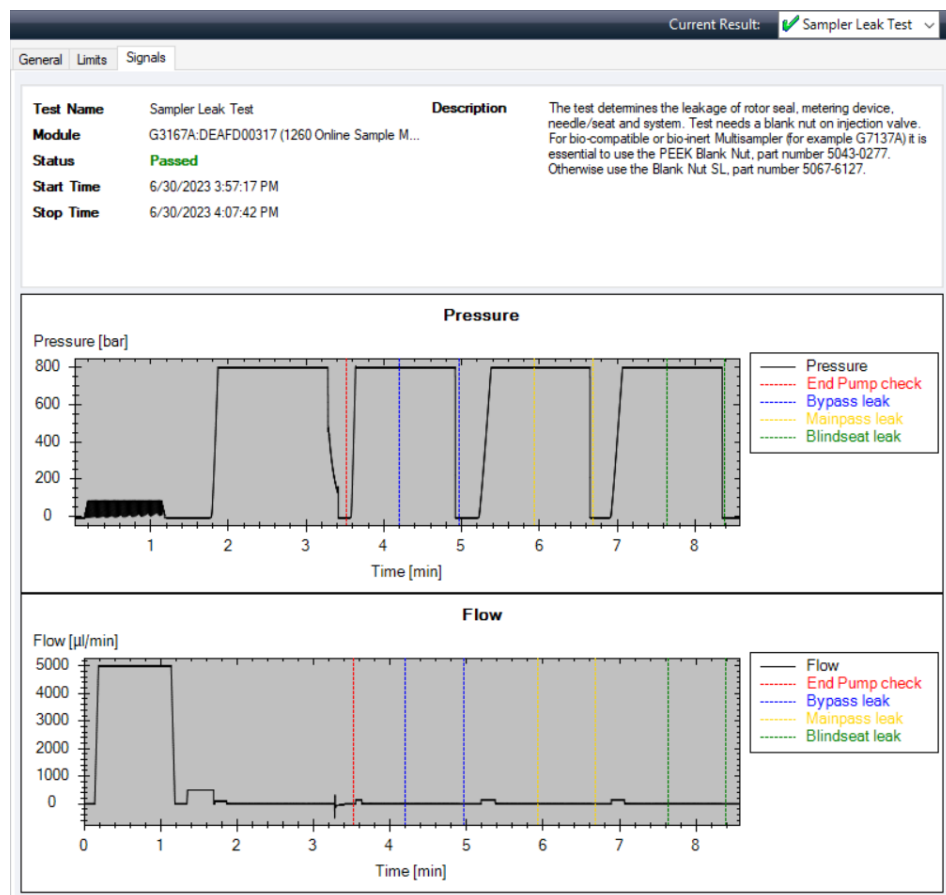 Current Result: Sampler Leak Test
General Limits Signals
Test Name Sampler Leak Test
Module G3167A:DEAFD00317 (1260 Online Sample M...
Status Passed
Start Time 6/30/2023 3:57:17 PM
Stop Time 6/30/2023 4:07:42 PM
Description The test determines the leakage of rotor seal, metering device,
needle/seat and system. Test needs a blank nut on injection valve.
For bio-compatible or bio-inert Multisampler (for example G7137A) it is
essential to use the PEEK Blank Nut, part number 5043-0277.
Otherwise use the Blank Nut SL, part number 5067-6127.
Pressure
Pressure [bar]
800
600
400
200
0
1 2 3 4 5 6 7 8
Time [min]
Pressure
End Pump check
Bypass leak
Mainpass leak
Blindseat leak
Flow
Flow [µl/min]
5000
4000
3000
2000
1000
0
0 1 2 3 4 5 6 7 8
Time [min]
Flow
End Pump check
Bypass leak
Mainpass leak
Blindseat leak